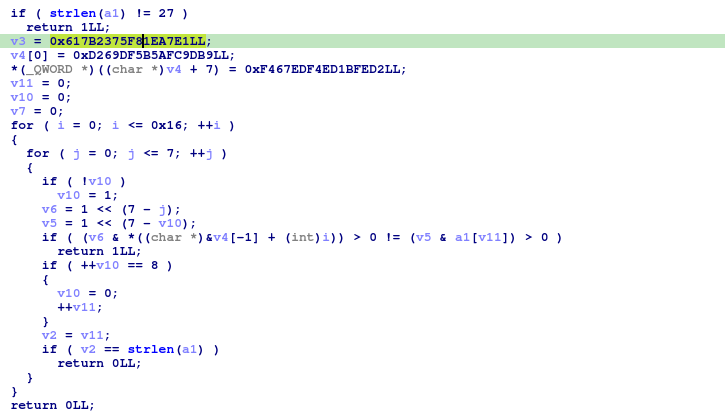 if ( strlen(a1) != 27 )
return 1LL;
v3 = 0x617B2375F81EA7E1LL;
v4[0] = 0xD269DF5B5AFC9DB9LL;
*(_QWORD *)((char *)v4 + 7) = 0xF467EDF4ED1BFED2LL;
v11 = 0;
v10 = 0;
v7 = 0;
for ( i = 0; i <= 0x16; ++i )
{
for ( j = 0; j <= 7; ++j )
{
if ( !v10 )
v10 = 1;
v6 = 1 << (7 - j);
v5 = 1 << (7 - v10);
if ( (v6 & *((char *)&v4[-1] + (int)i)) > 0 != (v5 & a1[v11]) > 0 )
return 1LL;
if ( ++v10 == 8 )
{
v10 = 0;
++v11;
}
v2 = v11;
if ( v2 == strlen(a1) )
return 0LL;
}
}
return 0LL;